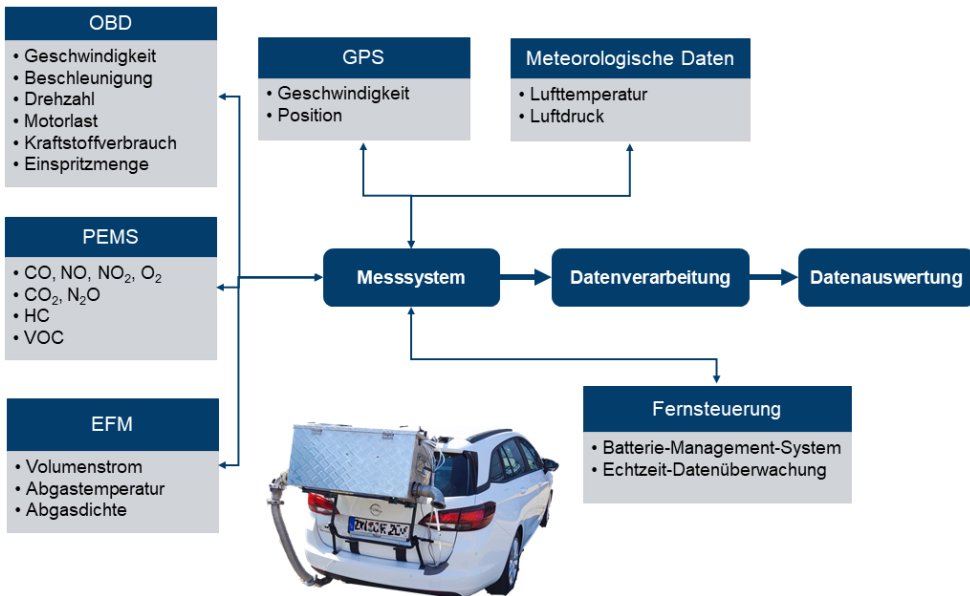 OBD
• Geschwindigkeit
• Beschleunigung
• Drehzahl
• Motorlast
• Kraftstoffverbrauch
• Einspritzmenge
GPS
• Geschwindigkeit
• Position
Meteorologische Daten
• Lufttemperatur
• Luftdruck
PEMS
• CO, NO, NO₂, O₂
• CO₂, N₂O
• HC
• VOC
Messsystem
Datenverarbeitung
Datenauswertung
EFM
• Volumenstrom
• Abgastemperatur
• Abgasdichte
Fernsteuerung
• Batterie-Management-System
• Echtzeit-Datenüberwachung